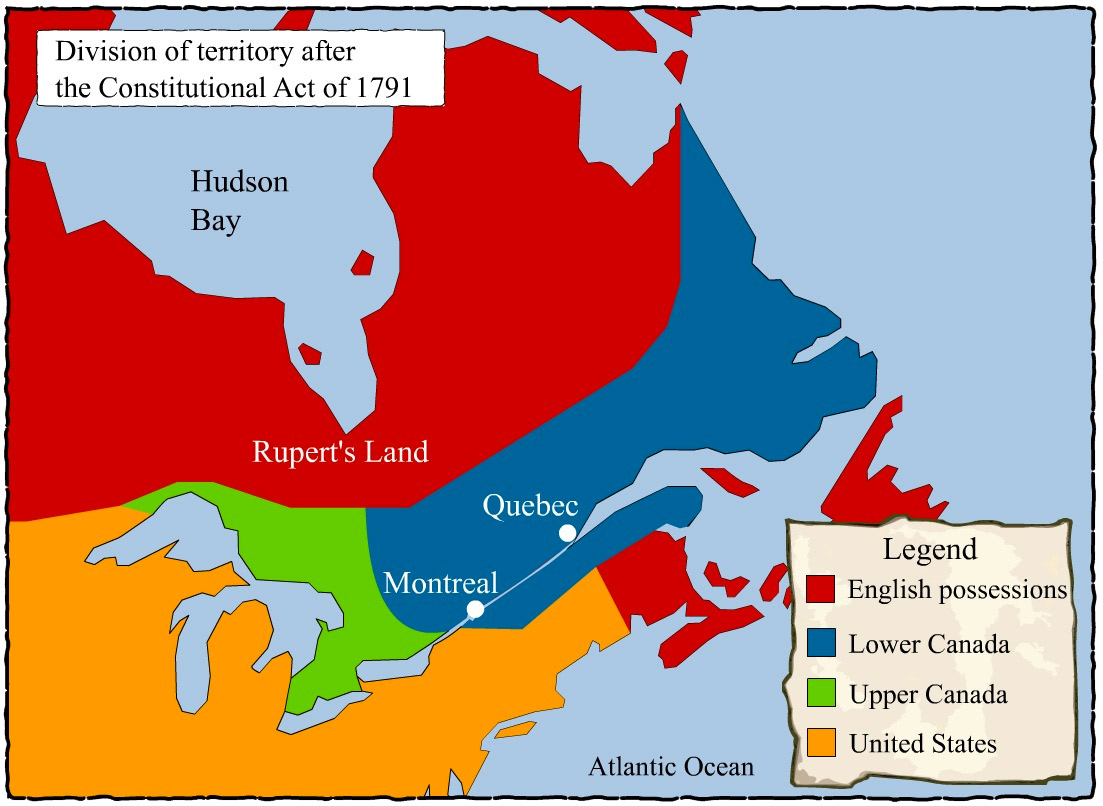 Division of territory after
the Constitutional Act of 1791
Hudson
Bay
Rupert's Land
Quebec
Montreal
Legend
English possessions
Lower Canada
Upper Canada
United States
Atlantic Ocean